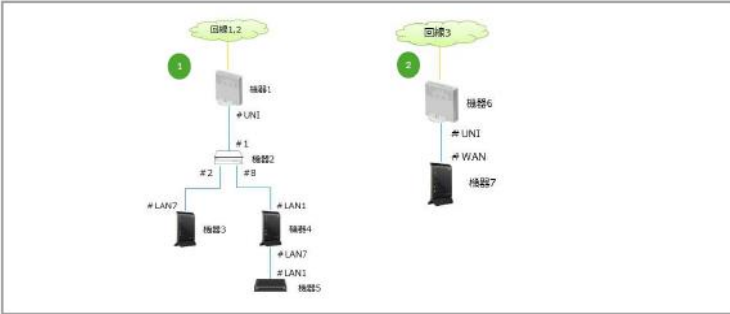 回線1,2
1
機器1
#UNI
#1
機器2
#2
#8
#LAN7
機器3
#LAN1
機器4
#LAN7
#LAN1
機器5
回線3
2
機器6
#UNI
#WAN
機器7